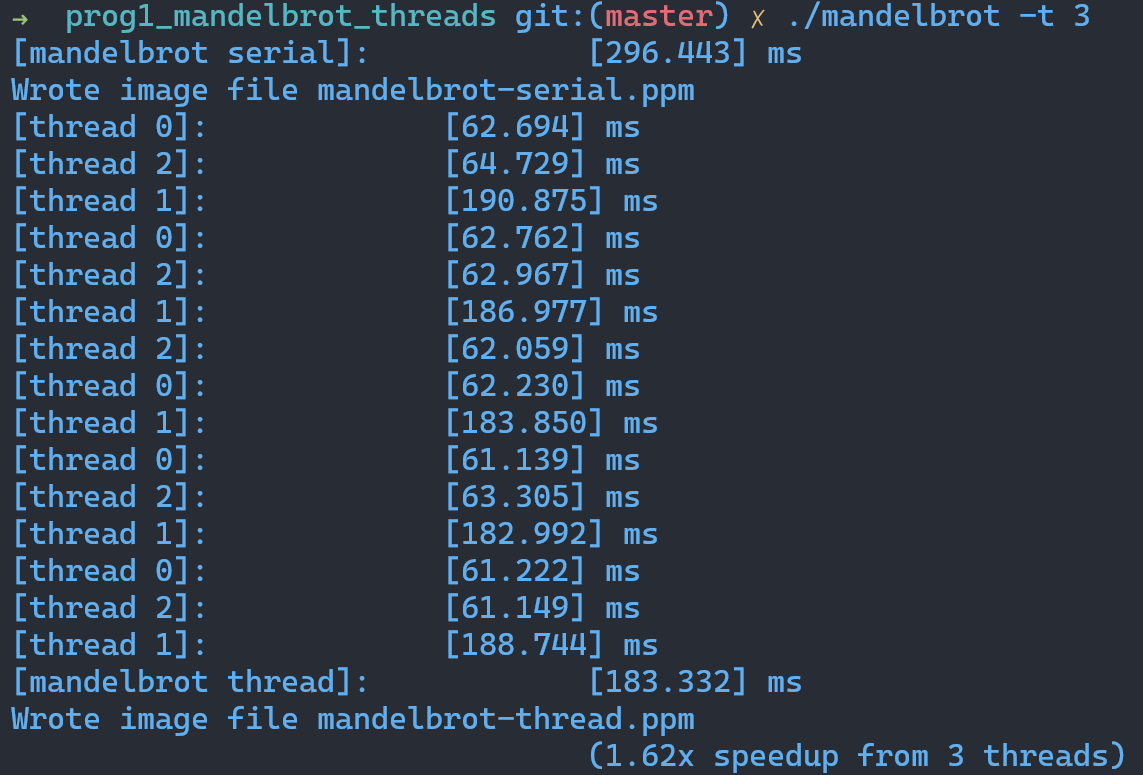 →  prog1_mandelbrot_threads git:(master) ✗ ./mandelbrot -t 3
[mandelbrot serial]:            [296.443] ms
Wrote image file mandelbrot-serial.ppm
[thread 0]:             [62.694] ms
[thread 2]:             [64.729] ms
[thread 1]:             [190.875] ms
[thread 0]:             [62.762] ms
[thread 2]:             [62.967] ms
[thread 1]:             [186.977] ms
[thread 2]:             [62.059] ms
[thread 0]:             [62.230] ms
[thread 1]:             [183.850] ms
[thread 0]:             [61.139] ms
[thread 2]:             [63.305] ms
[thread 1]:             [182.992] ms
[thread 0]:             [61.222] ms
[thread 2]:             [61.149] ms
[thread 1]:             [188.744] ms
[mandelbrot thread]:            [183.332] ms
Wrote image file mandelbrot-thread.ppm
                                (1.62x speedup from 3 threads)